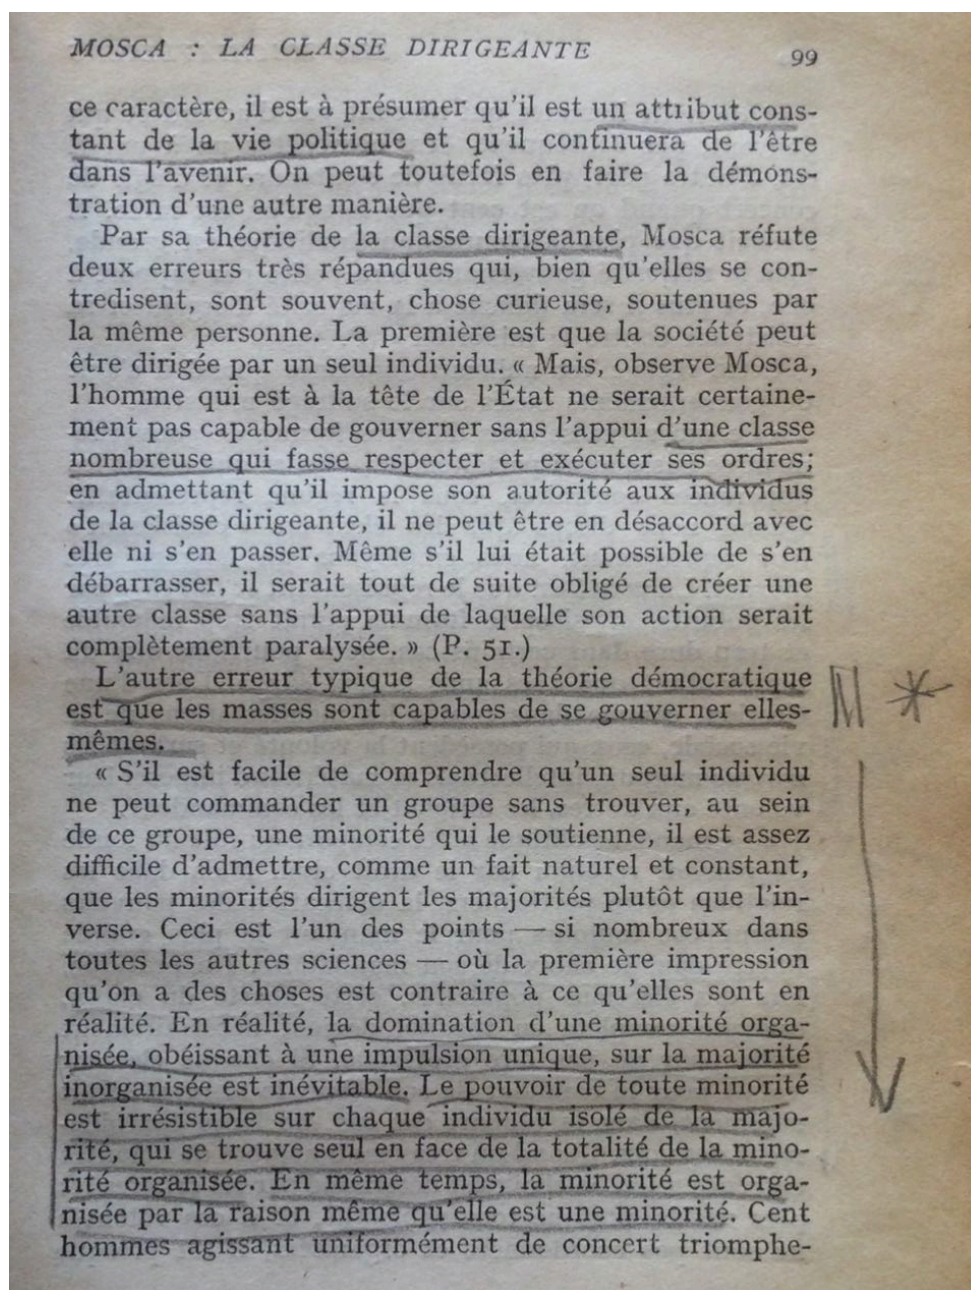 MOSCA : LA CLASSE DIRIGEANTE
99
ce caractère, il est à présumer qu'il est un attribut cons-
tant de la vie politique et qu'il continuera de l'être
dans l'avenir. On peut toutefois en faire la démons-
tration d'une autre manière.
Par sa théorie de la classe dirigeante, Mosca réfute
deux erreurs très répandues qui, bien qu'elles se con-
tredisent, sont souvent, chose curieuse, soutenues par
la même personne. La première est que la société peut
être dirigée par un seul individu. « Mais, observe Mosca,
l'homme qui est à la tête de l'État ne serait certaine-
ment pas capable de gouverner sans l'appui d'une classe
nombreuse qui fasse respecter et exécuter ses ordres;
en admettant qu'il impose son autorité aux individus
de la classe dirigeante, il ne peut être en désaccord avec
elle ni s'en passer. Même s'il lui était possible de s'en
débarrasser, il serait tout de suite obligé de créer une
autre classe sans l'appui de laquelle son action serait
complètement paralysée. » (P. 51.)
L'autre erreur typique de la théorie démocratique
est que les masses sont capables de se gouverner elles-
mêmes.
« S'il est facile de comprendre qu'un seul individu
ne peut commander un groupe sans trouver, au sein
de ce groupe, une minorité qui le soutienne, il est assez
difficile d'admettre, comme un fait naturel et constant,
que les minorités dirigent les majorités plutôt que l'in-
verse. Ceci est l'un des points — si nombreux dans
toutes les autres sciences — où la première impression
qu'on a des choses est contraire à ce qu'elles sont en
réalité. En réalité, la domination d'une minorité orga-
nisée, obéissant à une impulsion unique, sur la majorité
inorganisée est inévitable. Le pouvoir de toute minorité
est irrésistible sur chaque individu isolé de la majo-
rité, qui se trouve seul en face de la totalité de la mino-
rité organisée. En même temps, la minorité est orga-
nisée par la raison même qu'elle est une minorité. Cent
hommes agissant uniformément de concert triomphe-